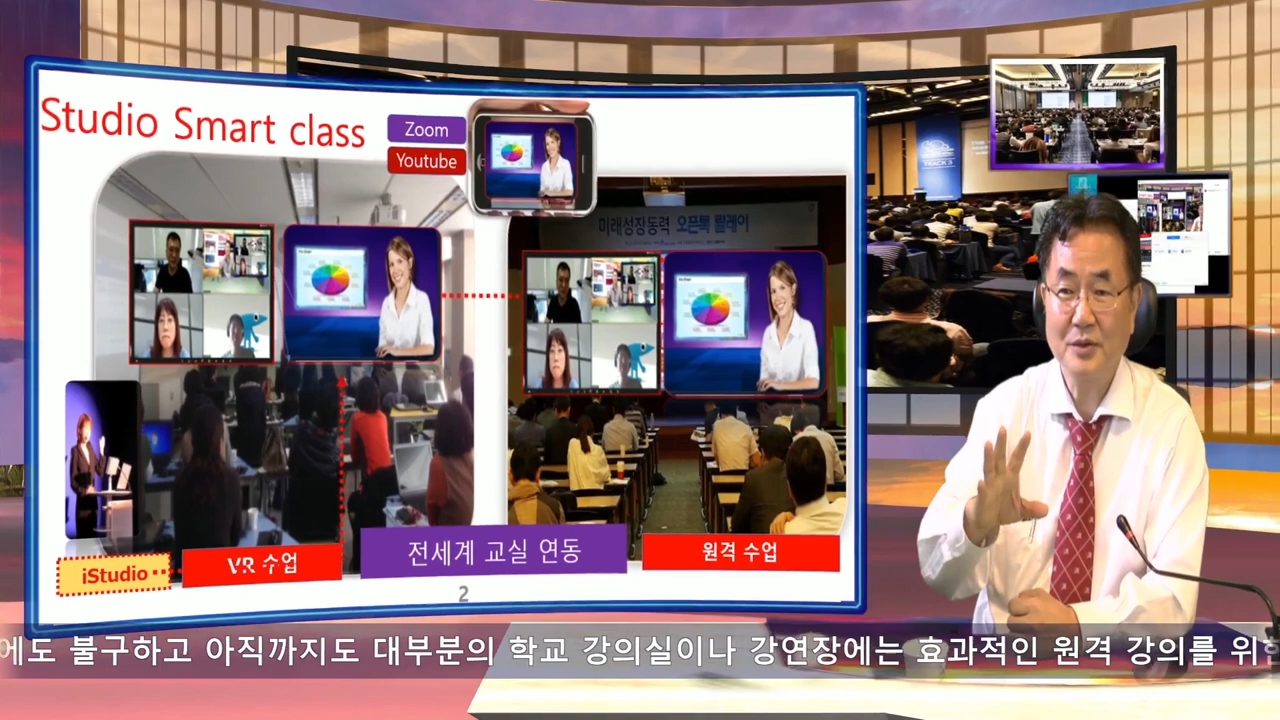 Studio Smart class
Zoom
Youtube
미래성장동력 오픈톡 릴레이
TRACK 3
iStudio
VR 수업
전세계 교실 연동
원격 수업
2
에도 불구하고 아직까지도 대부분의 학교 강의실이나 강연장에는 효과적인 원격 강의를 위한